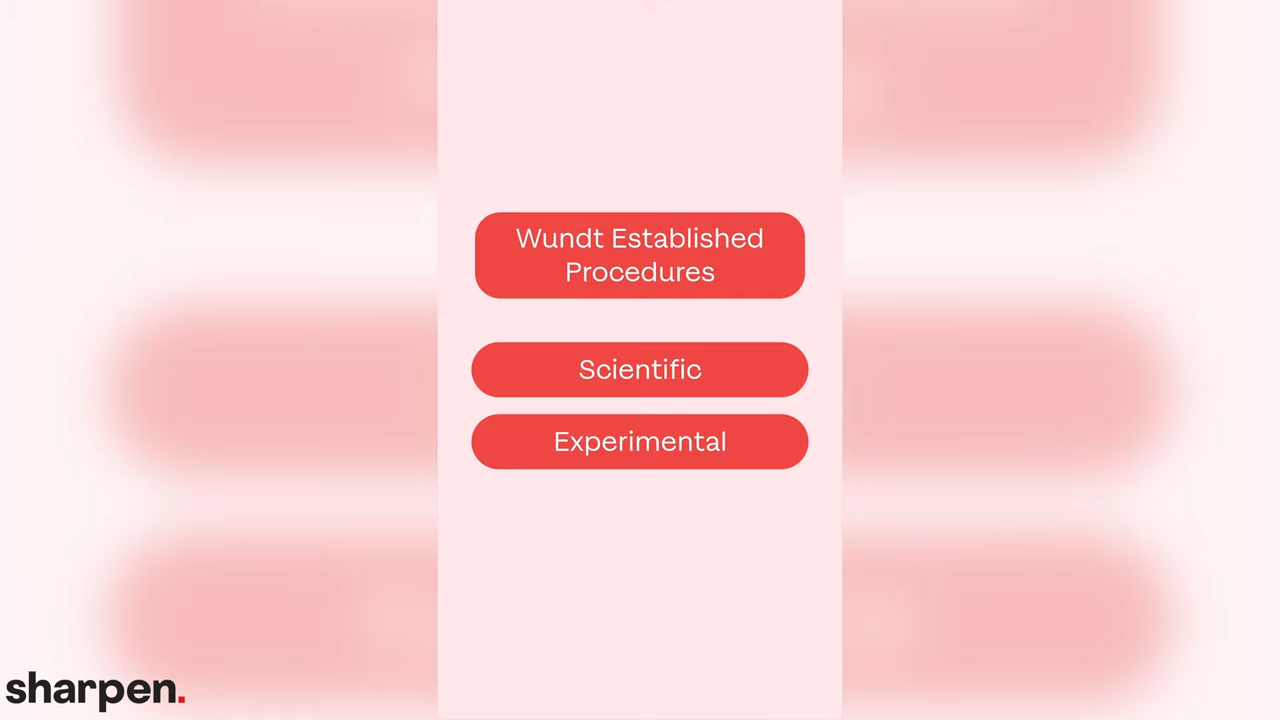 Wundt Established
Procedures
Scientific
Experimental
sharpen.